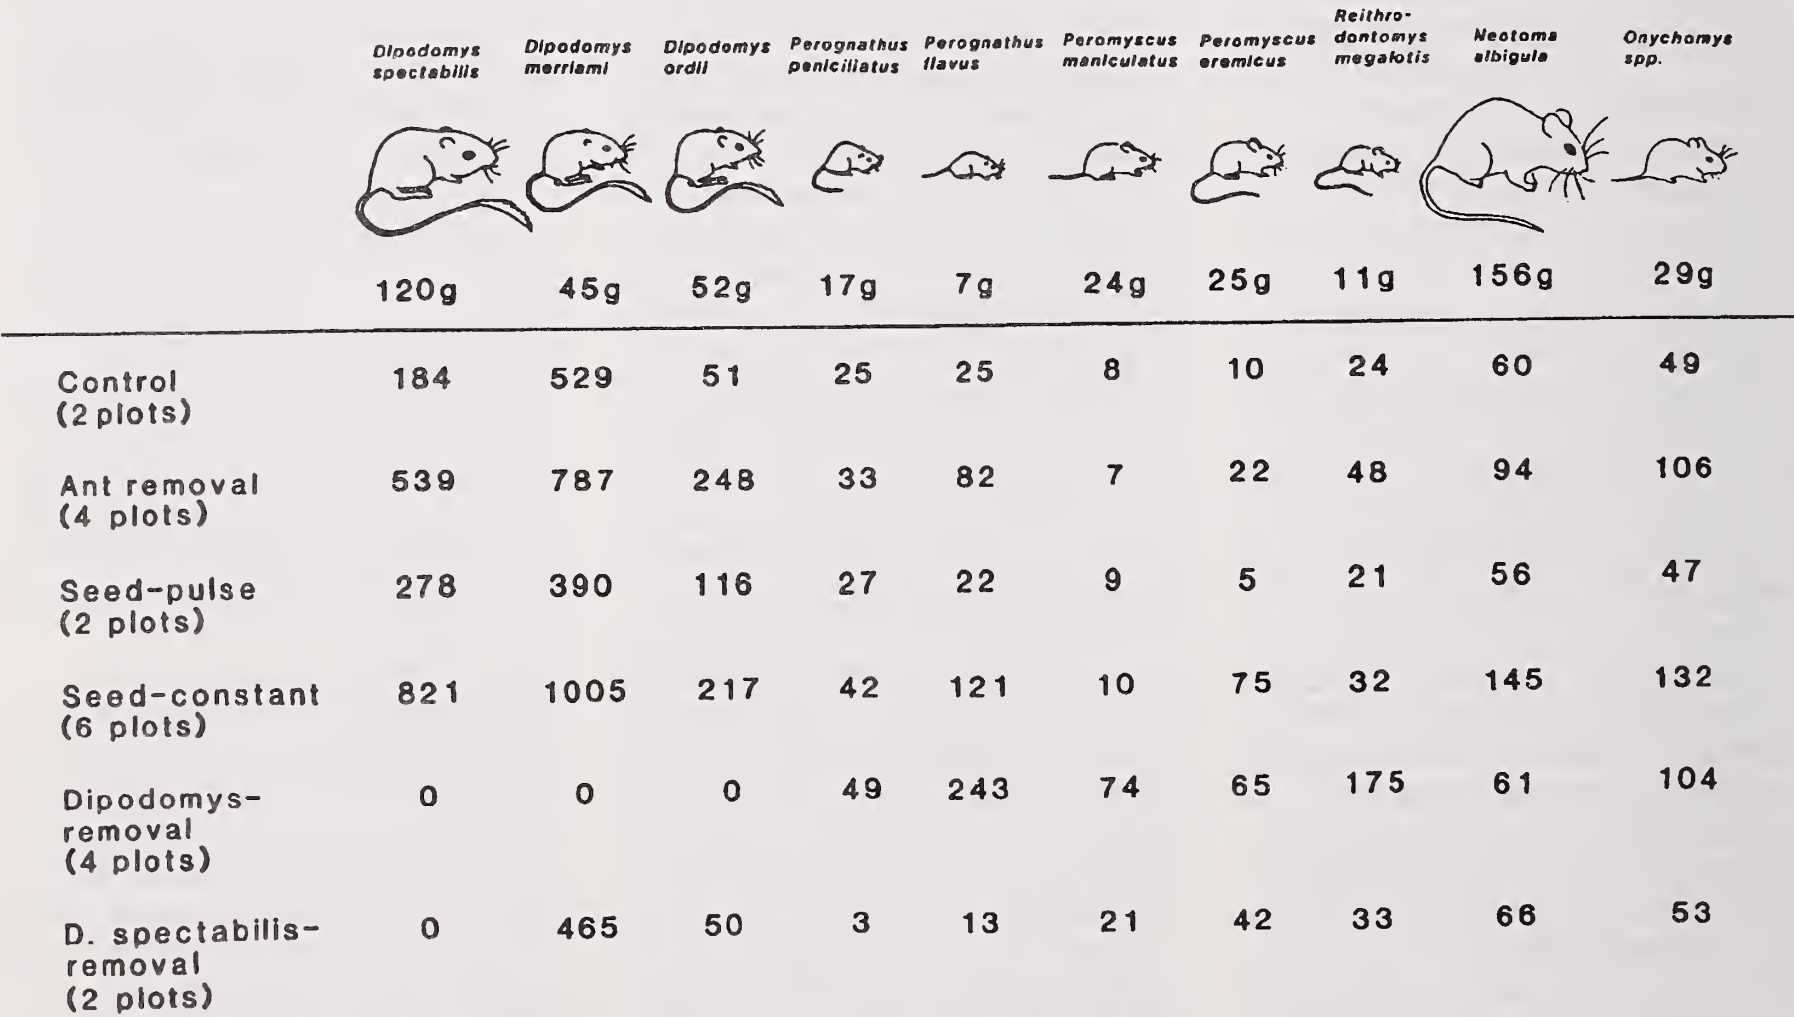 Dipodomys spectabilis
Dipodomys merriami
Dipodomys ordii
Perognathus penicillatus
Perognathus flavus
Peromyscus maniculatus
Peromyscus eremicus
Reithro-dontomys megalotis
Neotoma albigula
Onychomys spp.
120g 45g 52g 17g 7g 24g 25g 11g 156g 29g
Control 184 529 51 25 25 8 10 24 60 49
(2 plots)
Ant removal 539 787 248 33 82 7 22 48 94 106
(4 plots)
Seed-pulse 278 390 116 27 22 9 5 21 56 47
(2 plots)
Seed-constant 821 1005 217 42 121 10 75 32 145 132
(6 plots)
Dipodomys- 0 0 0 49 243 74 65 175 61 104
removal
(4 plots)
D. spectabilis- 0 465 50 3 13 21 42 33 66 53
removal
(2 plots)